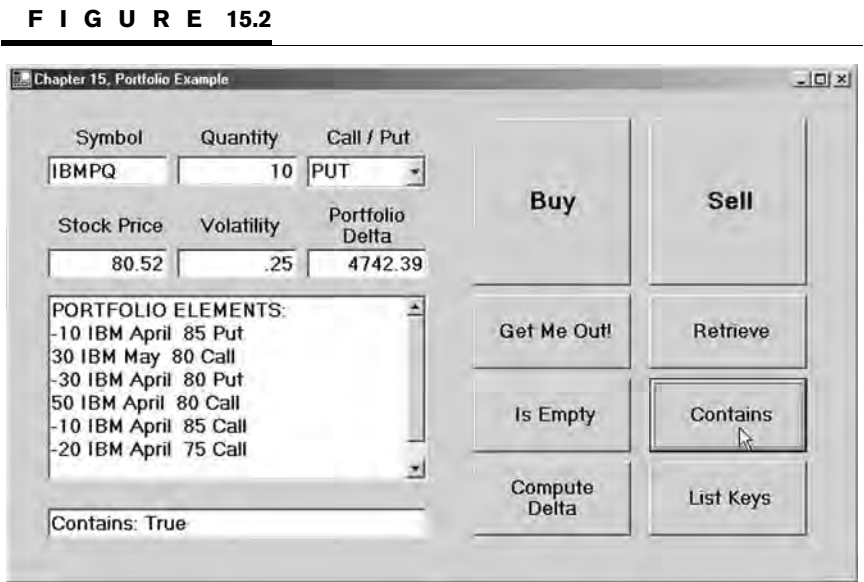 FIGURE 15.2
Chapter 15, Portfolio Example
Symbol Quantity Call / Put
IBMPQ 10 PUT
Stock Price Volatility Portfolio Delta
80.52 .25 4742.39
PORTFOLIO ELEMENTS:
-10 IBM April 85 Put
30 IBM May 80 Call
-30 IBM April 80 Put
50 IBM April 80 Call
-10 IBM April 85 Call
-20 IBM April 75 Call
Contains: True
Buy Sell
Get Me Out! Retrieve
Is Empty Contains
Compute Delta List Keys